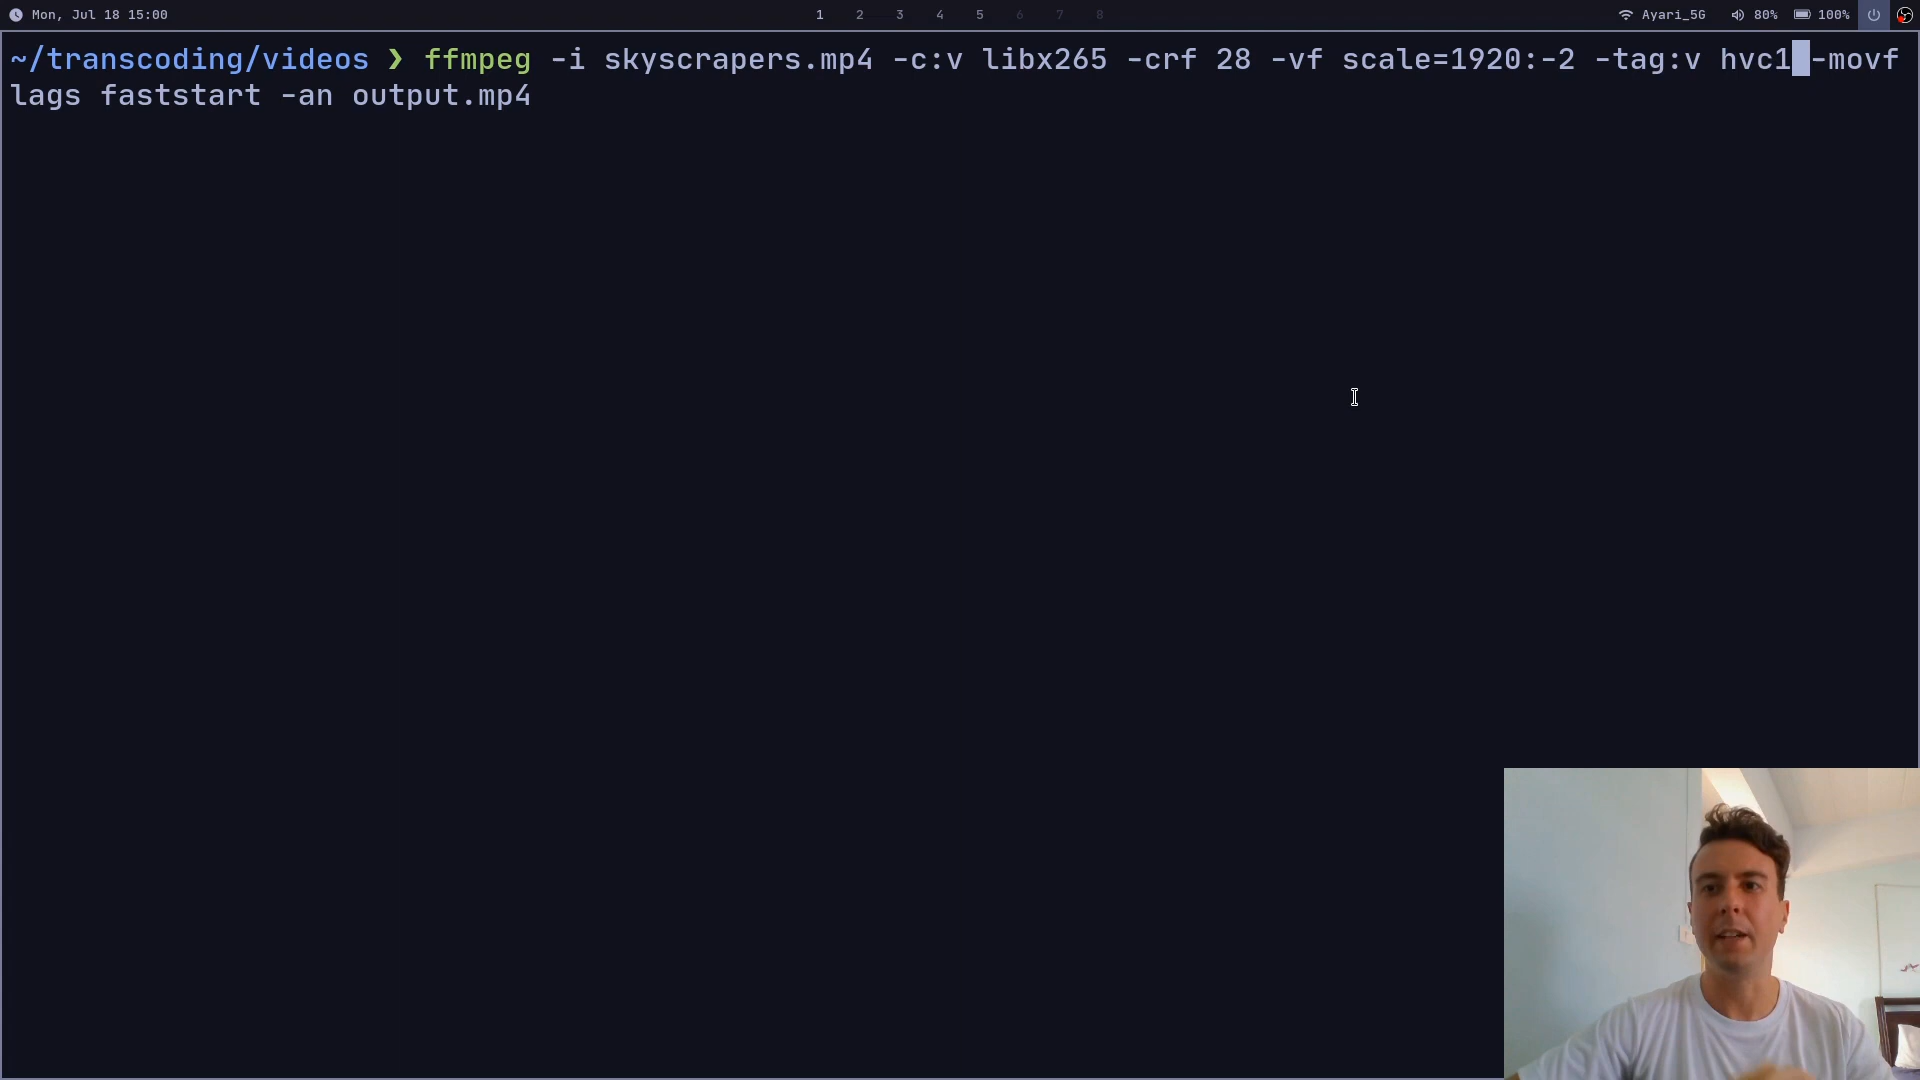 Mon, Jul 18 15:00 1 2 3 4 5 6 7 8 Ayari_5G 80% 100%
~/transcoding/videos ❯ ffmpeg -i skyscrapers.mp4 -c:v libx265 -crf 28 -vf scale=1920:-2 -tag:v hvc1 -movf
lags faststart -an output.mp4